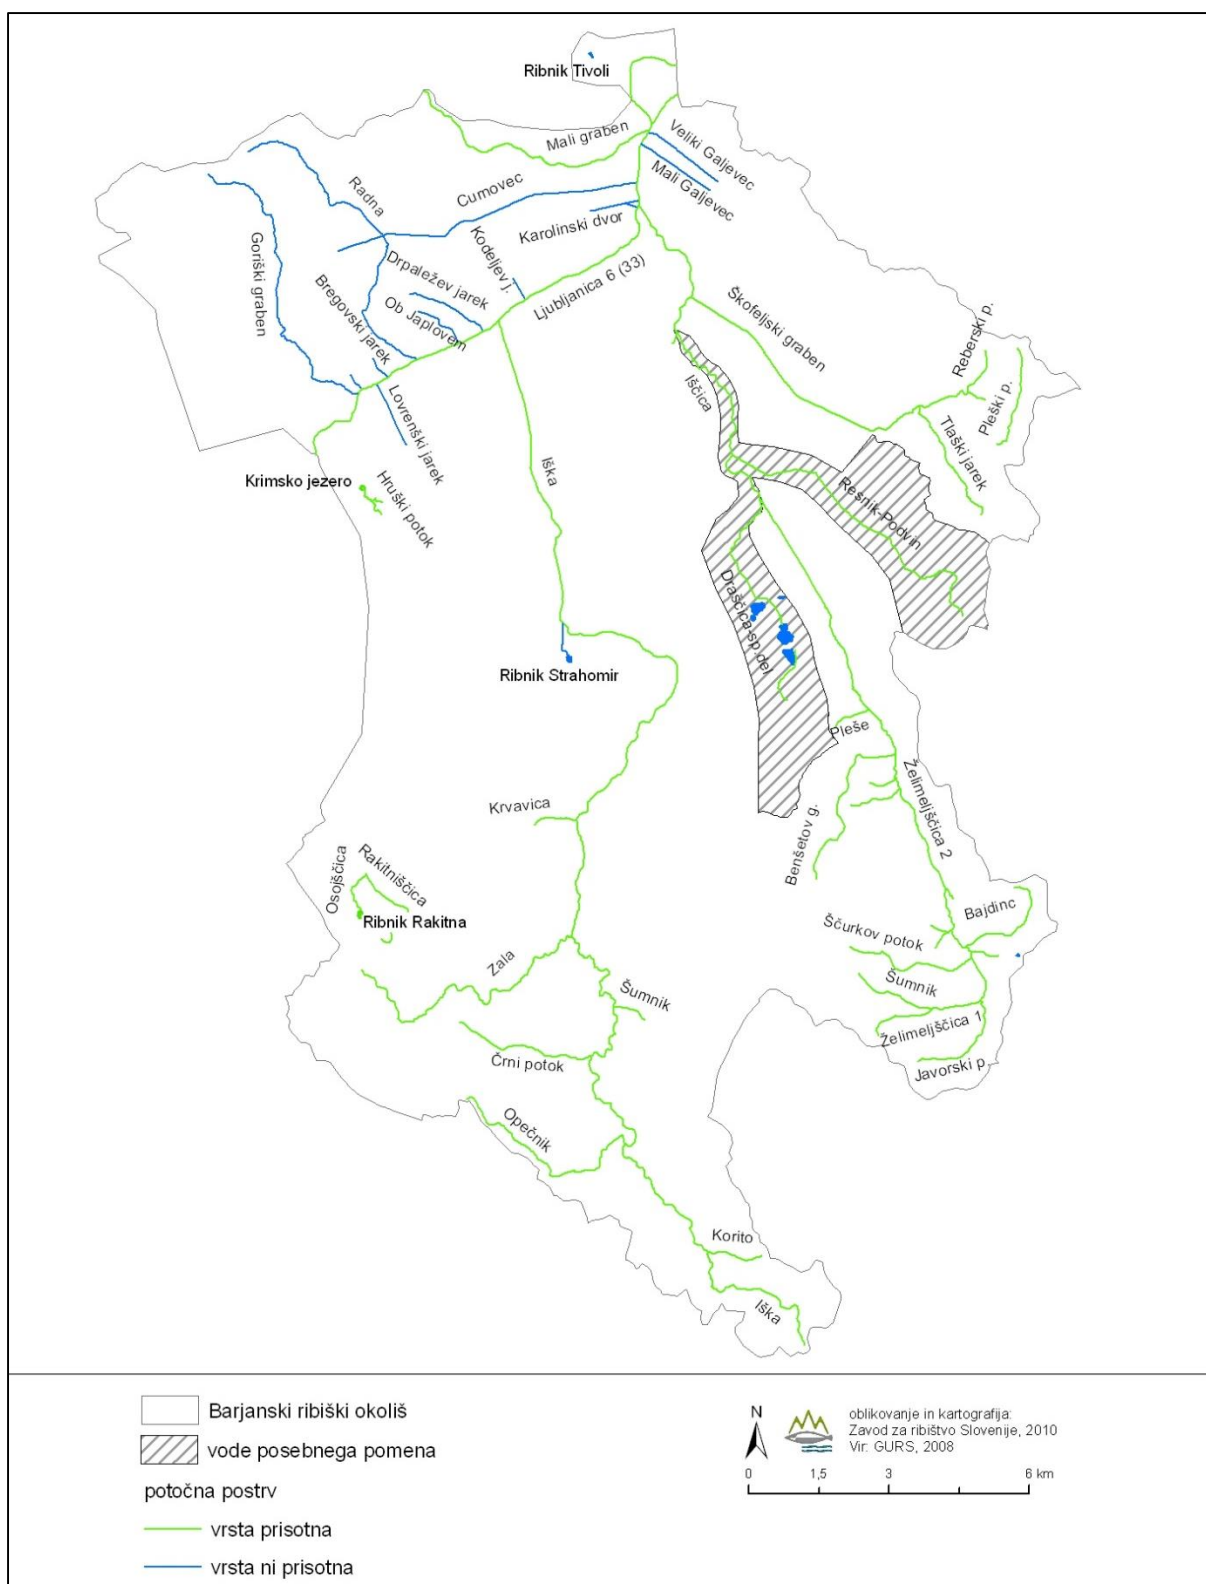 Ribnik Tivoli
Mali graben
Veliki Galjevec
Mali Galjevec
Radna
Cumovec
Karolinski dvor
Goriški graben
Drpaležev jarek
Kodeljev j.
Ljubljanica 6 (33)
Bregovski jarek
Ob Japlovem
Škofeljski graben
Reberski p.
Pleški p.
Iščica
Lovrenški jarek
Tlaški jarek
Krimsko jezero
Hruški potok
Iška
Resnik-Podvin
Draščica-sp.del
Ribnik Strahomir
Pleše
Želimeljščica 2
Krvavica
Benšetov g.
Osojščica
Rakitniščica
Ribnik Rakitna
Bajdinc
Ščurkov potok
Zala
Šumnik
Šumnik
Želimeljščica 1
Črni potok
Javorski p.
Opečnik
Korito
Iška
Barjanski ribiški okoliš
vode posebnega pomena
potočna postrv
vrsta prisotna
vrsta ni prisotna
N
oblikovanje in kartografija:
Zavod za ribištvo Slovenije, 2010
Vir: GURS, 2008
0 1,5 3 6 km